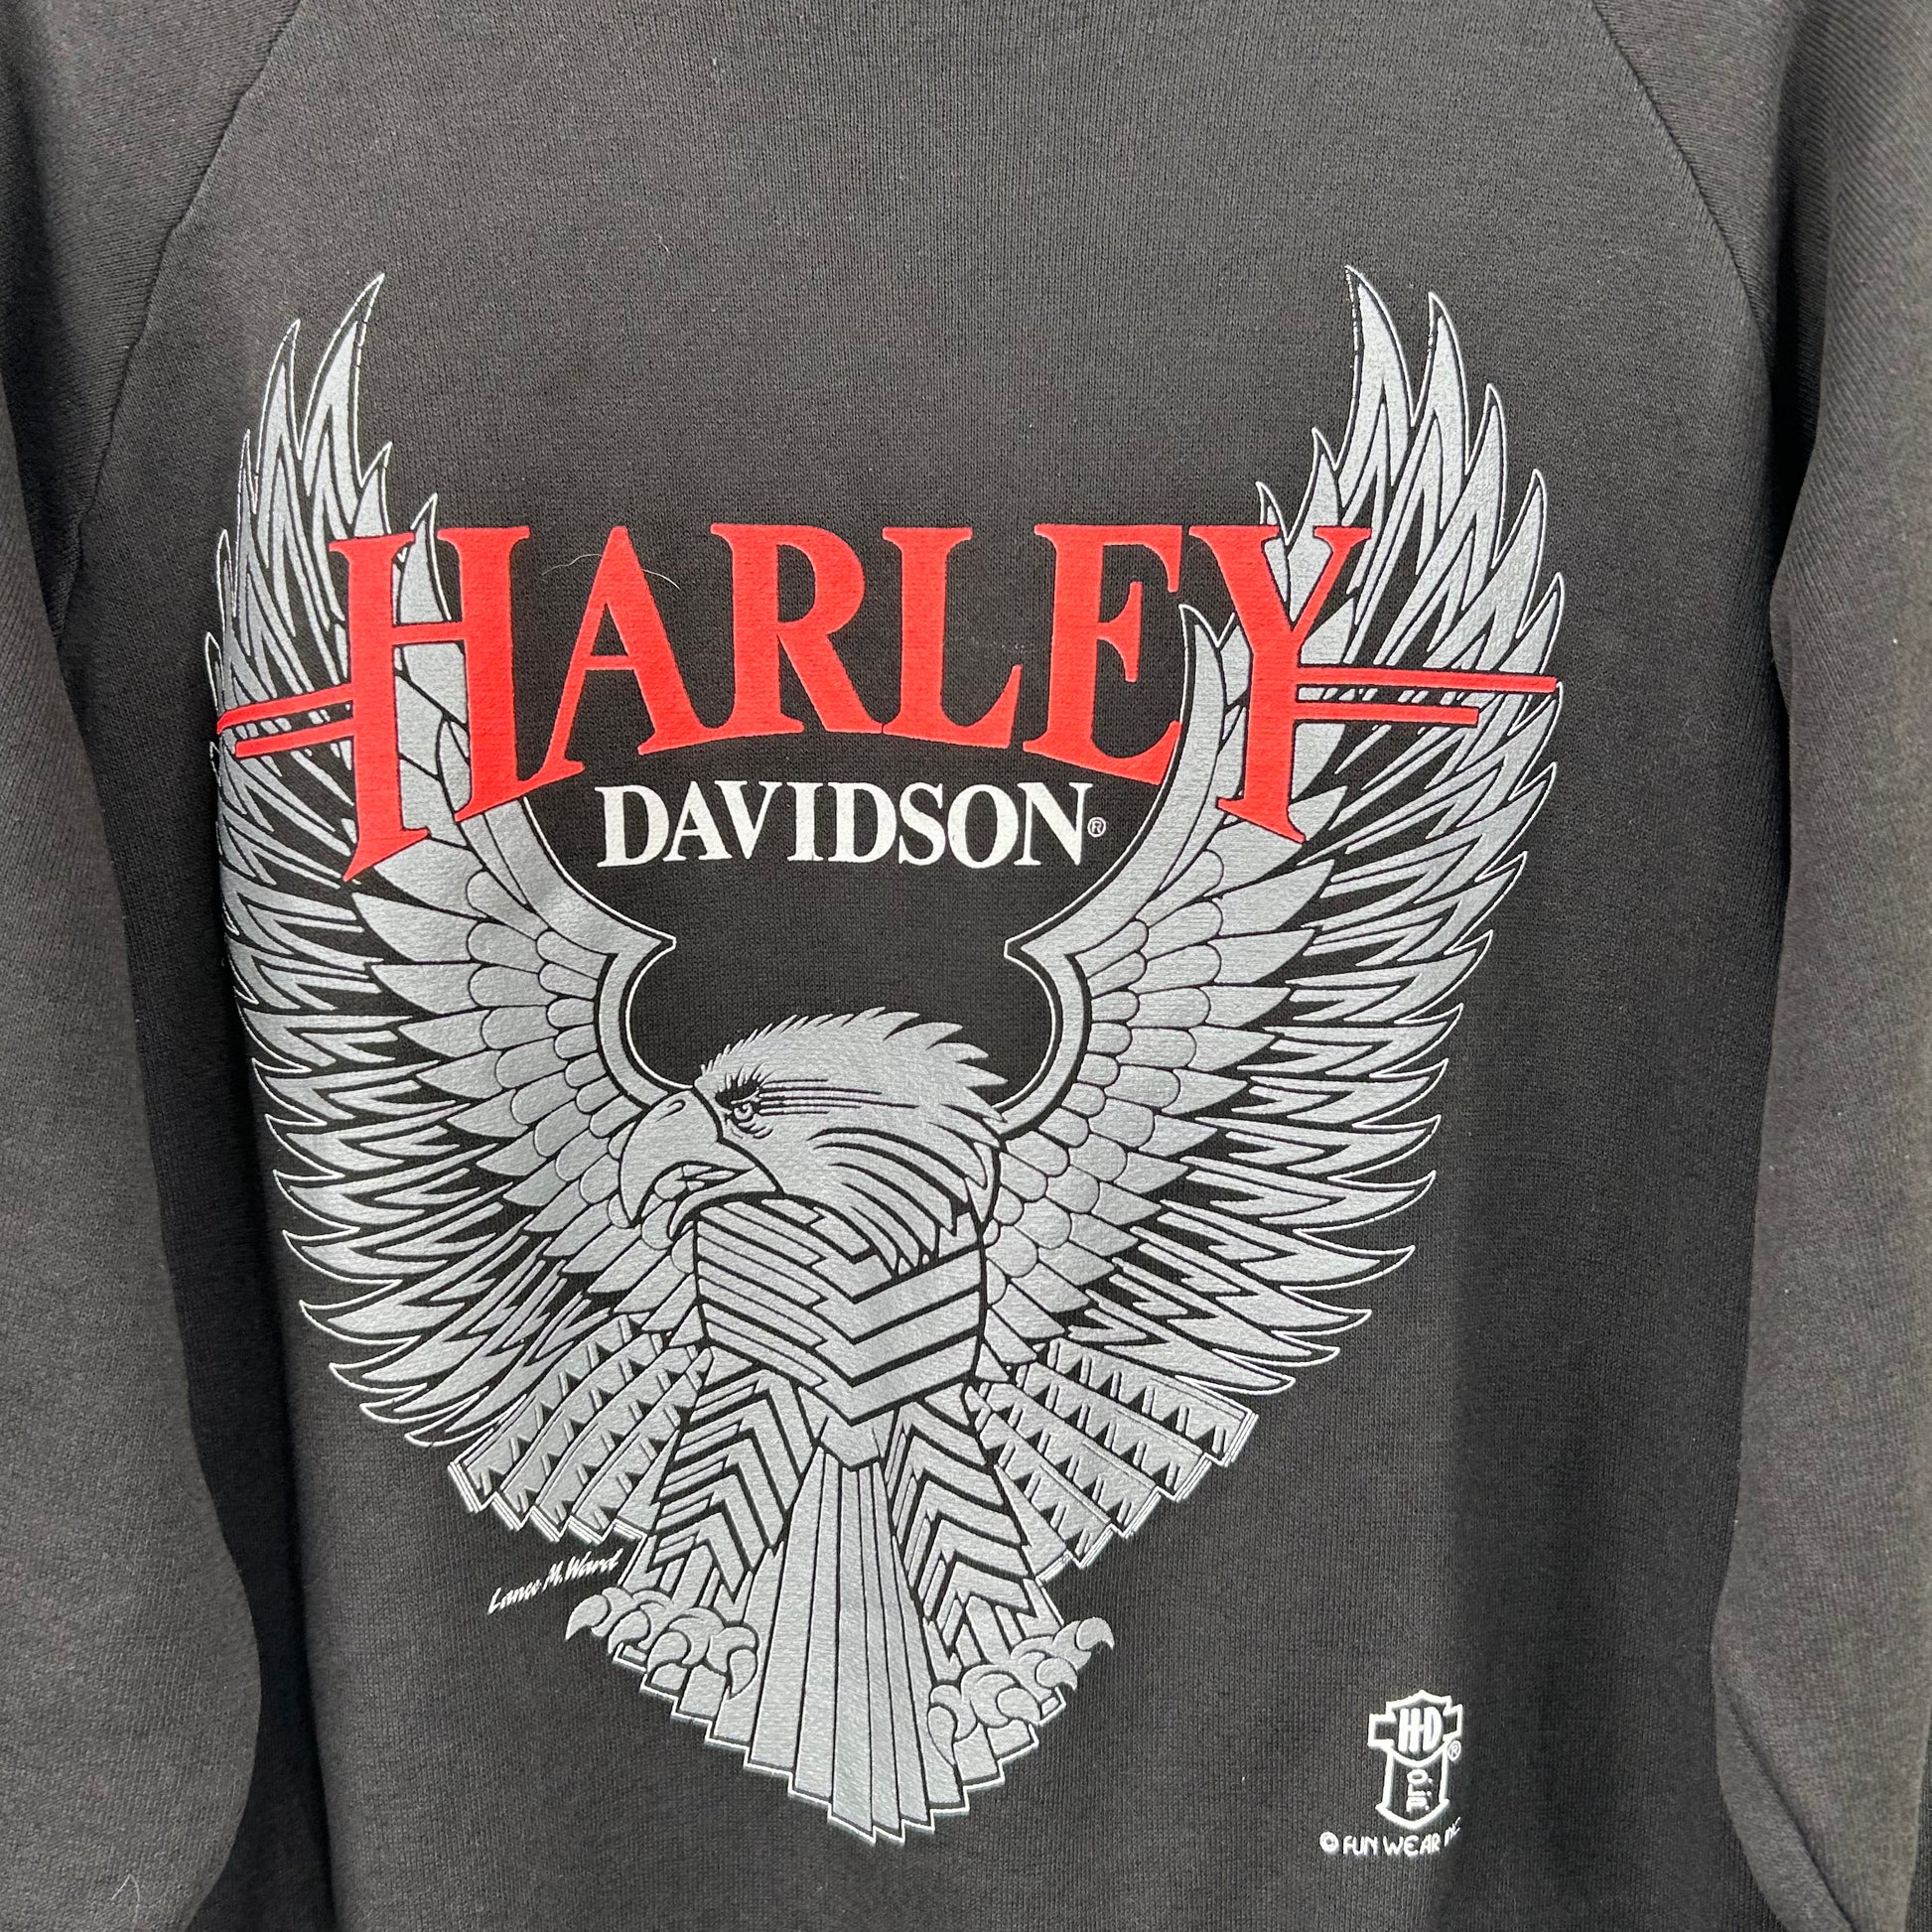 HARLEY
DAVIDSON®
Lance M. Ward
H-D
®
O.L.P.
© FUN WEAR INC